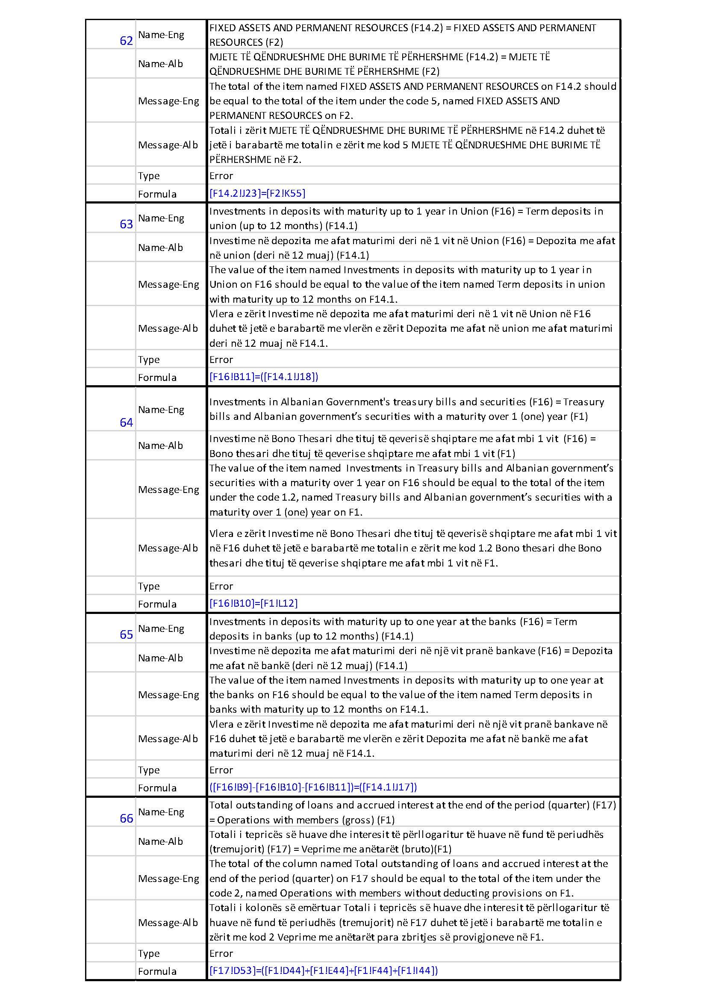 62 Name-Eng FIXED ASSETS AND PERMANENT RESOURCES (F14.2) = FIXED ASSETS AND PERMANENT
RESOURCES (F2)
Name-Alb MJETE TË QËNDRUESHME DHE BURIME TË PËRHERSHME (F14.2) = MJETE TË
QËNDRUESHME DHE BURIME TË PËRHERSHME (F2)
The total of the item named FIXED ASSETS AND PERMANENT RESOURCES on F14.2 should
Message-Eng be equal to the total of the item under the code 5, named FIXED ASSETS AND
PERMANENT RESOURCES on F2.
Totali i zërit MJETE TË QËNDRUESHME DHE BURIME TË PËRHERSHME në F14.2 duhet të
Message-Alb jetë i barabartë me totalin e zërit me kod 5 MJETE TË QËNDRUESHME DHE BURIME TË
PËRHERSHME në F2.
Type Error
Formula [F14.2!J23]=[F2!K55]
63 Name-Eng Investments in deposits with maturity up to 1 year in Union (F16) = Term deposits in
union (up to 12 months) (F14.1)
Name-Alb Investime në depozita me afat maturimi deri në 1 vit në Union (F16) = Depozita me afat
në union (deri në 12 muaj) (F14.1)
The value of the item named Investments in deposits with maturity up to 1 year in
Message-Eng Union on F16 should be equal to the value of the item named Term deposits in union
with maturity up to 12 months on F14.1.
Vlera e zërit Investime në depozita me afat maturimi deri në 1 vit në Union në F16
Message-Alb duhet të jetë e barabartë me vlerën e zërit Depozita me afat në union me afat maturimi
deri në 12 muaj në F14.1.
Type Error
Formula [F16!B11]=([F14.1!J18])
64 Name-Eng Investments in Albanian Government's treasury bills and securities (F16) = Treasury
bills and Albanian government’s securities with a maturity over 1 (one) year (F1)
Name-Alb Investime në Bono Thesari dhe tituj të qeverisë shqiptare me afat mbi 1 vit (F16) =
Bono thesari dhe tituj të qeverise shqiptare me afat mbi 1 vit (F1)
The value of the item named Investments in Treasury bills and Albanian government’s
Message-Eng securities with a maturity over 1 year on F16 should be equal to the total of the item
under the code 1.2, named Treasury bills and Albanian government’s securities with a
maturity over 1 (one) year on F1.
Vlera e zërit Investime në Bono Thesari dhe tituj të qeverisë shqiptare me afat mbi 1 vit
Message-Alb në F16 duhet të jetë e barabartë me totalin e zërit me kod 1.2 Bono thesari dhe Bono
thesari dhe tituj të qeverise shqiptare me afat mbi 1 vit në F1.
Type Error
Formula [F16!B10]=[F1!L12]
65 Name-Eng Investments in deposits with maturity up to one year at the banks (F16) = Term
deposits in banks (up to 12 months) (F14.1)
Name-Alb Investime në depozita me afat maturimi deri në një vit pranë bankave (F16) = Depozita
me afat në bankë (deri në 12 muaj) (F14.1)
The value of the item named Investments in deposits with maturity up to one year at
Message-Eng the banks on F16 should be equal to the value of the item named Term deposits in
banks with maturity up to 12 months on F14.1.
Vlera e zërit Investime në depozita me afat maturimi deri në një vit pranë bankave në
Message-Alb F16 duhet të jetë e barabartë me vlerën e zërit Depozita me afat në bankë me afat
maturimi deri në 12 muaj në F14.1.
Type Error
Formula ([F16!B9]-[F16!B10]-[F16!B11])=([F14.1!J17])
66 Name-Eng Total outstanding of loans and accrued interest at the end of the period (quarter) (F17)
= Operations with members (gross) (F1)
Name-Alb Totali i tepricës së huave dhe interesit të përllogaritur të huave në fund të periudhës
(tremujorit) (F17) = Veprime me anëtarët (bruto)(F1)
The total of the column named Total outstanding of loans and accrued interest at the
Message-Eng end of the period (quarter) on F17 should be equal to the total of the item under the
code 2, named Operations with members without deducting provisions on F1.
Totali i kolonës së emërtuar Totali i tepricës së huave dhe interesit të përllogaritur të
Message-Alb huave në fund të periudhës (tremujorit) në F17 duhet të jetë i barabartë me totalin e
zërit me kod 2 Veprime me anëtarët para zbritjes së provigjoneve në F1.
Type Error
Formula [F17!D53]=([F1!D44]+[F1!E44]+[F1!F44]+[F1!I44])